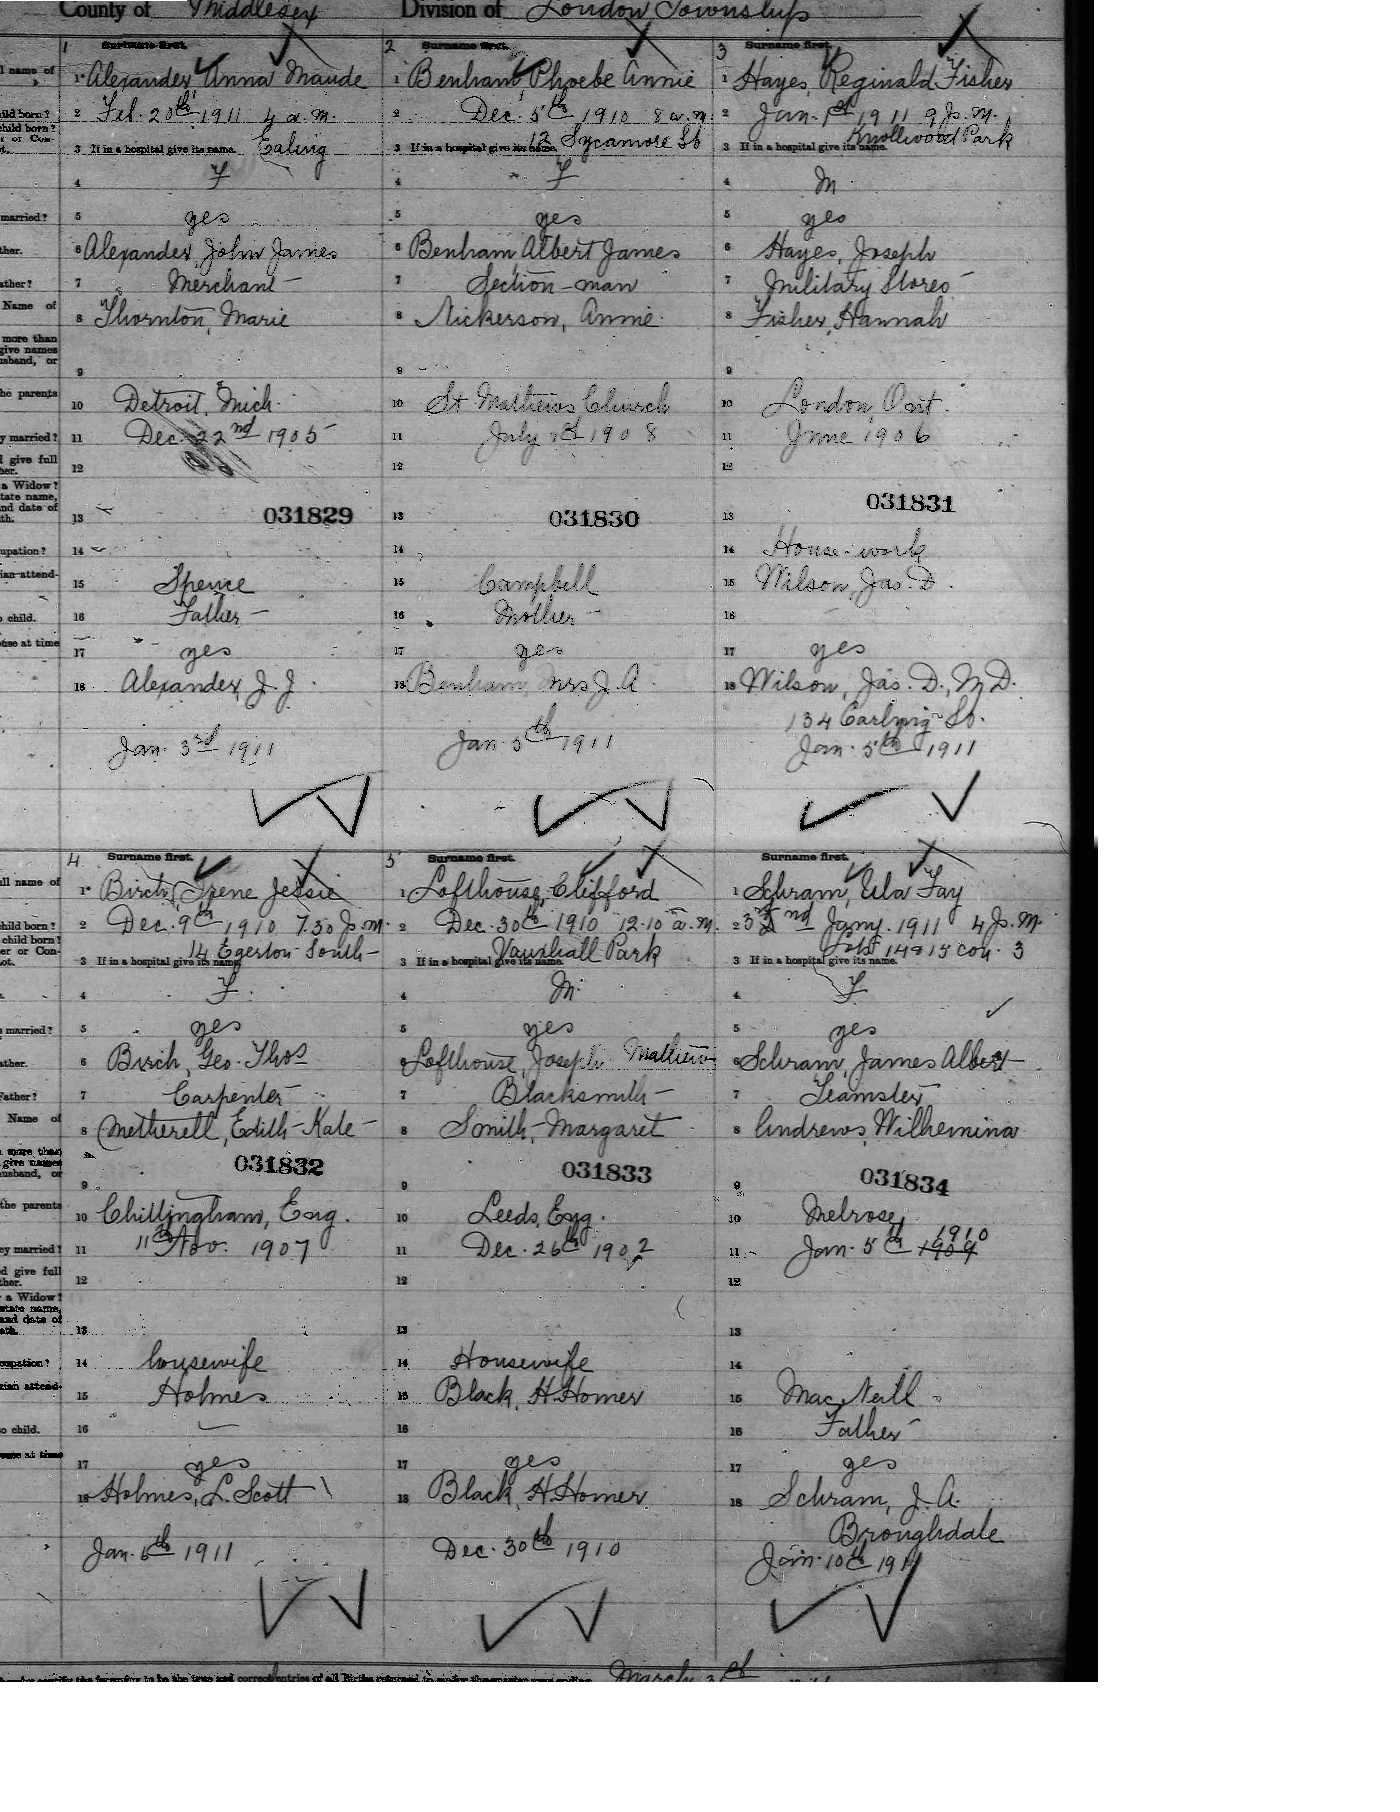 County of Middlesex Division of London Township
1 Surname first.
1 Alexander, Anna Maude
2 Feb. 20th 1911 4 a.m.
3 If in a hospital give its name. Ealing
4 F
5 yes
6 Alexander, John James
7 Merchant
8 Thornton, Marie
9
10 Detroit, Mich.
11 Dec. 22nd 1905
12
13 031829
14
15 Spence
16 Father
17 yes
18 Alexander, J. J.
Jan. 3rd 1911
2 Surname first.
1 Benham, Phoebe Annie
2 Dec. 5th 1910 8 a.m.
12 Sycamore St
3 If in a hospital give its name.
4 F
5 yes
6 Benham Albert James
7 Section-man
8 Nickerson, Annie
9
10 St Mathews Church
11 July 1st 1908
12
13 031830
14
15 Campbell
16 Mother
17 yes
18 Benham, Mrs J. A.
Jan. 5th 1911
3 Surname first.
1 Hayes, Reginald Fisher
2 Jan. 1st 1911 9 p.m.
Knollwood Park
3 If in a hospital give its name.
4 M
5 yes
6 Hayes, Joseph
7 Military Stores
8 Fisher, Hannah
9
10 London, Ont.
11 June 1906
12
031831
13
14 House-work
15 Wilson, Jas. D.
16
17 yes
18 Wilson, Jas. D., M.D.
134 Carling St.
Jan. 5th 1911
4 Surname first.
1 Birch, Irene Jessie
2 Dec. 9th 1910 7.30 p.m.
14 Egerton South
3 If in a hospital give its name.
4 F
5 yes
6 Birch, Geo. Thos
7 Carpenter
8 Metherell, Edith Kate
031832
9
10 Chillingham, Eng.
11 11th Nov. 1907
12
13
14 housewife
15 Holmes
16
17 yes
18 Holmes, L. Scott
Jan. 6th 1911
5 Surname first.
1 Lofthouse, Clifford
2 Dec. 30th 1910 12.10 a.m.
Vauxhall Park
3 If in a hospital give its name.
4 M.
5 yes
6 Lofthouse, Joseph Mathew
7 Blacksmith
8 Smith, Margaret
031833
9
10 Leeds, Eng.
11 Dec. 26th 1902
12
13
14 Housewife
15 Black, H Homer
16
17 yes
18 Black, H Homer
Dec. 30th 1910
Surname first.
1 Schram, Eila Fay
2 3rd Jany. 1911 4 p.m.
Lots 14 & 15 con. 3
3 If in a hospital give its name.
4 F
5 yes
6 Schram, James Albert
7 Teamster
8 Andrews, Wilhemina
031834
9
10 Melrose,
1910
11 Jan. 5th 1909
12
13
14
15 MacNeill
16 Father
17 yes
18 Schram, J. A.
Broughdale
Jan. 10th 1911
March 3